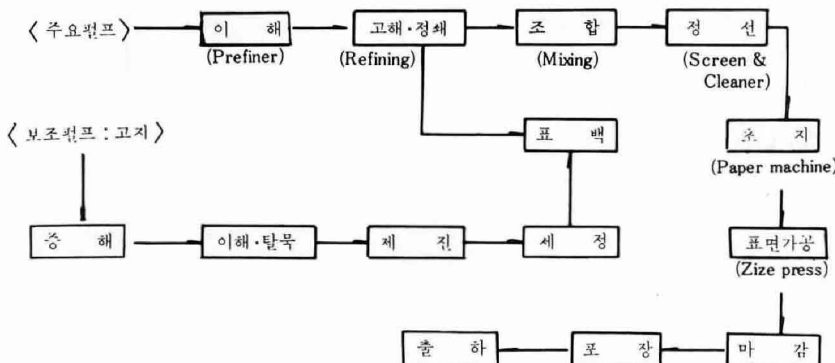 〈 주요펄프 〉
이 해
(Prefiner)
고해·정쇄
(Refining)
조 합
(Mixing)
정 선
(Screen &
Cleaner)
〈 보조펄프 : 고지 〉
표 백
초 지
(Paper machine)
증 해
이해·탈묵
제 진
세 정
표면가공
(Zize press)
출 하
포 장
마 감